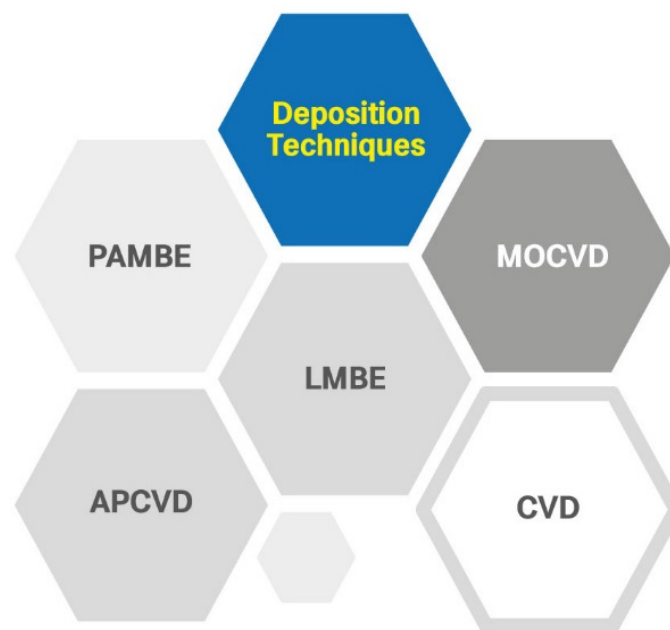 Deposition
Techniques
PAMBE
MOCVD
LMBE
APCVD
CVD